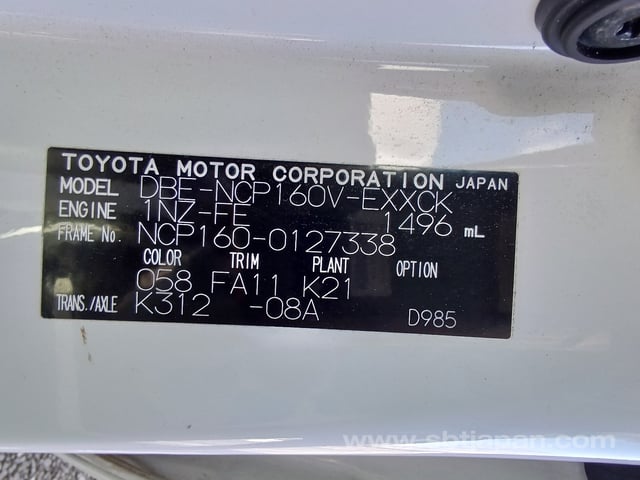 TOYOTA MOTOR CORPORATION JAPAN
MODEL DBE-NCP160V-EXXCK
ENGINE 1NZ-FE 1496 mL
FRAME No. NCP160-0127338
COLOR TRIM PLANT OPTION
058 FA11 K21
TRANS./AXLE K312 -08A D985
www.sbtjapan.com